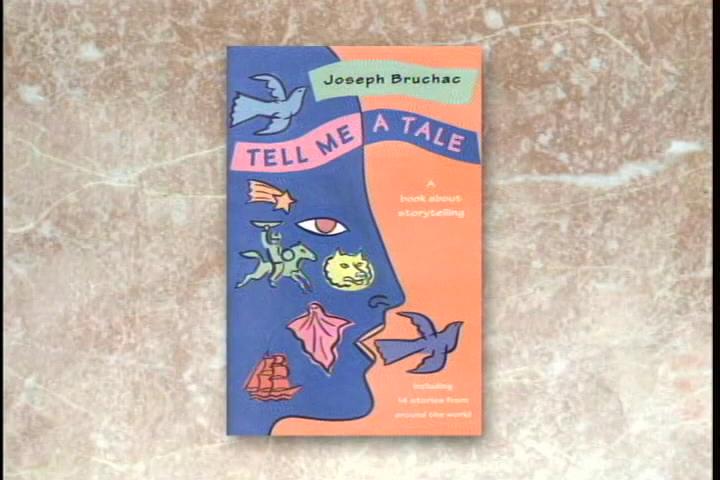 Joseph Bruchac
TELL ME A TALE
A
book about
storytelling
Including
14 stories from
around the world